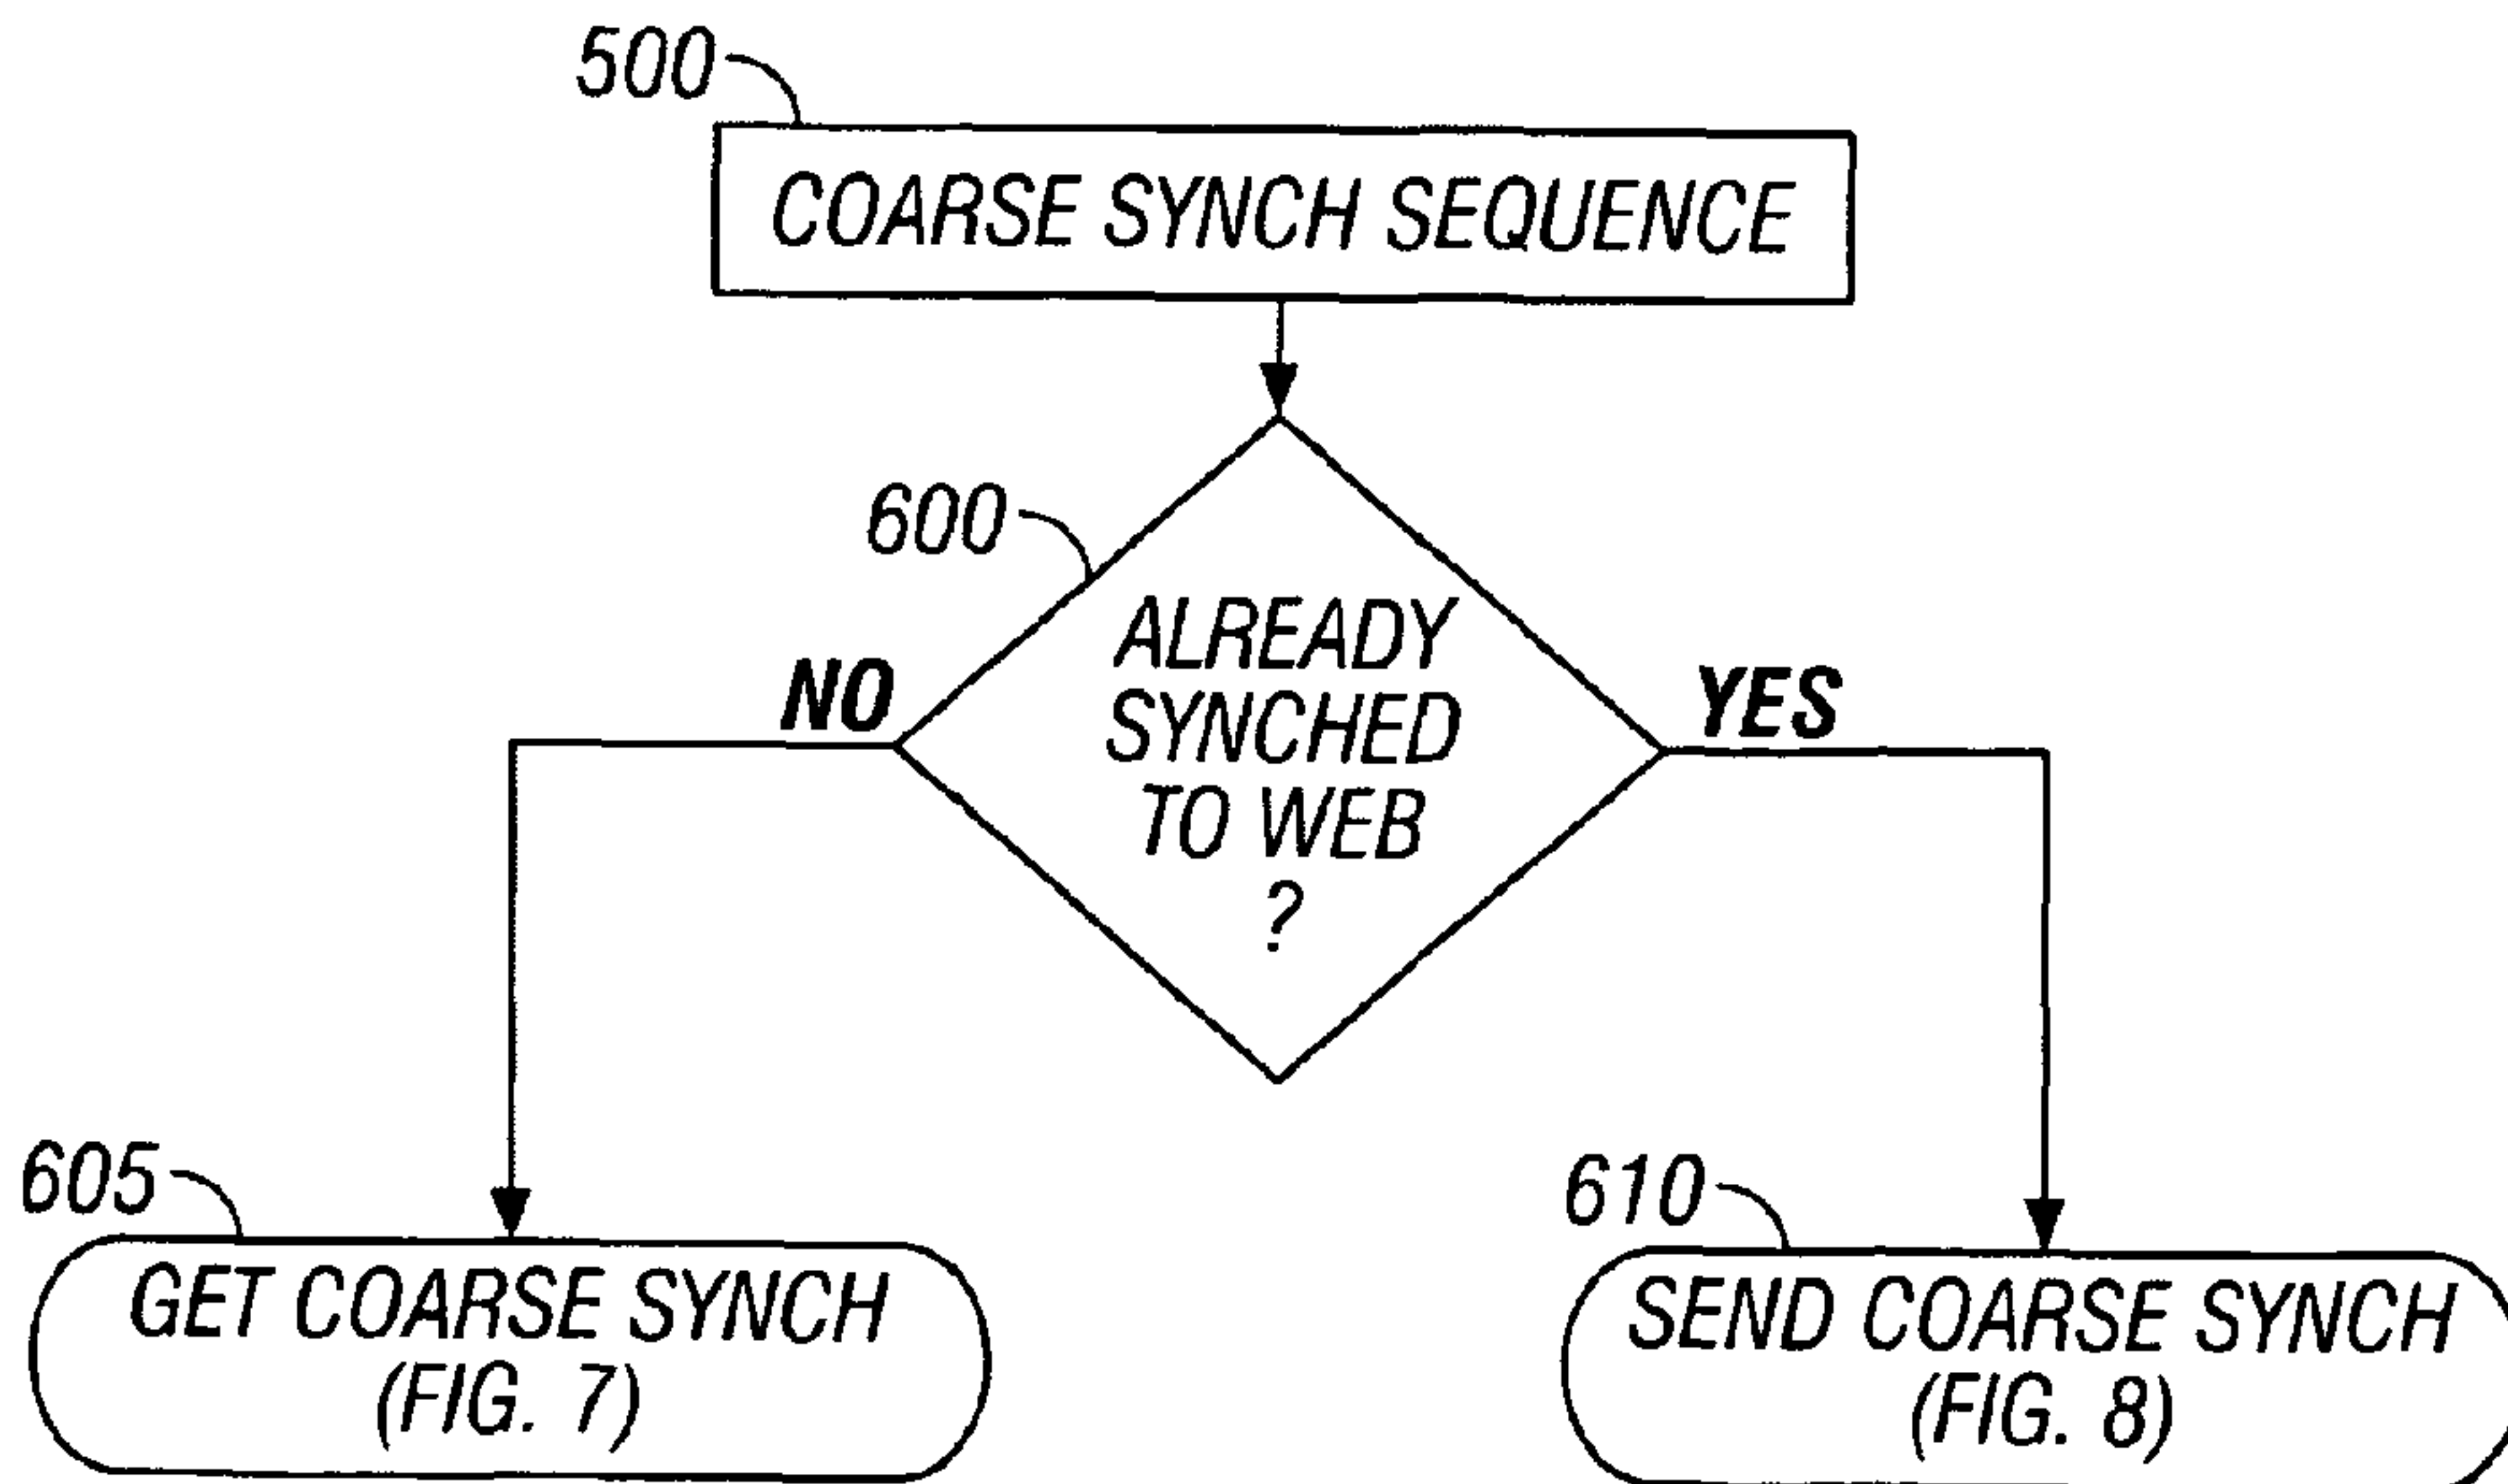 500
COARSE SYNCH SEQUENCE
600
ALREADY
SYNCHED
TO WEB
?
NO
YES
605
GET COARSE SYNCH
(FIG. 7)
610
SEND COARSE SYNCH
(FIG. 8)